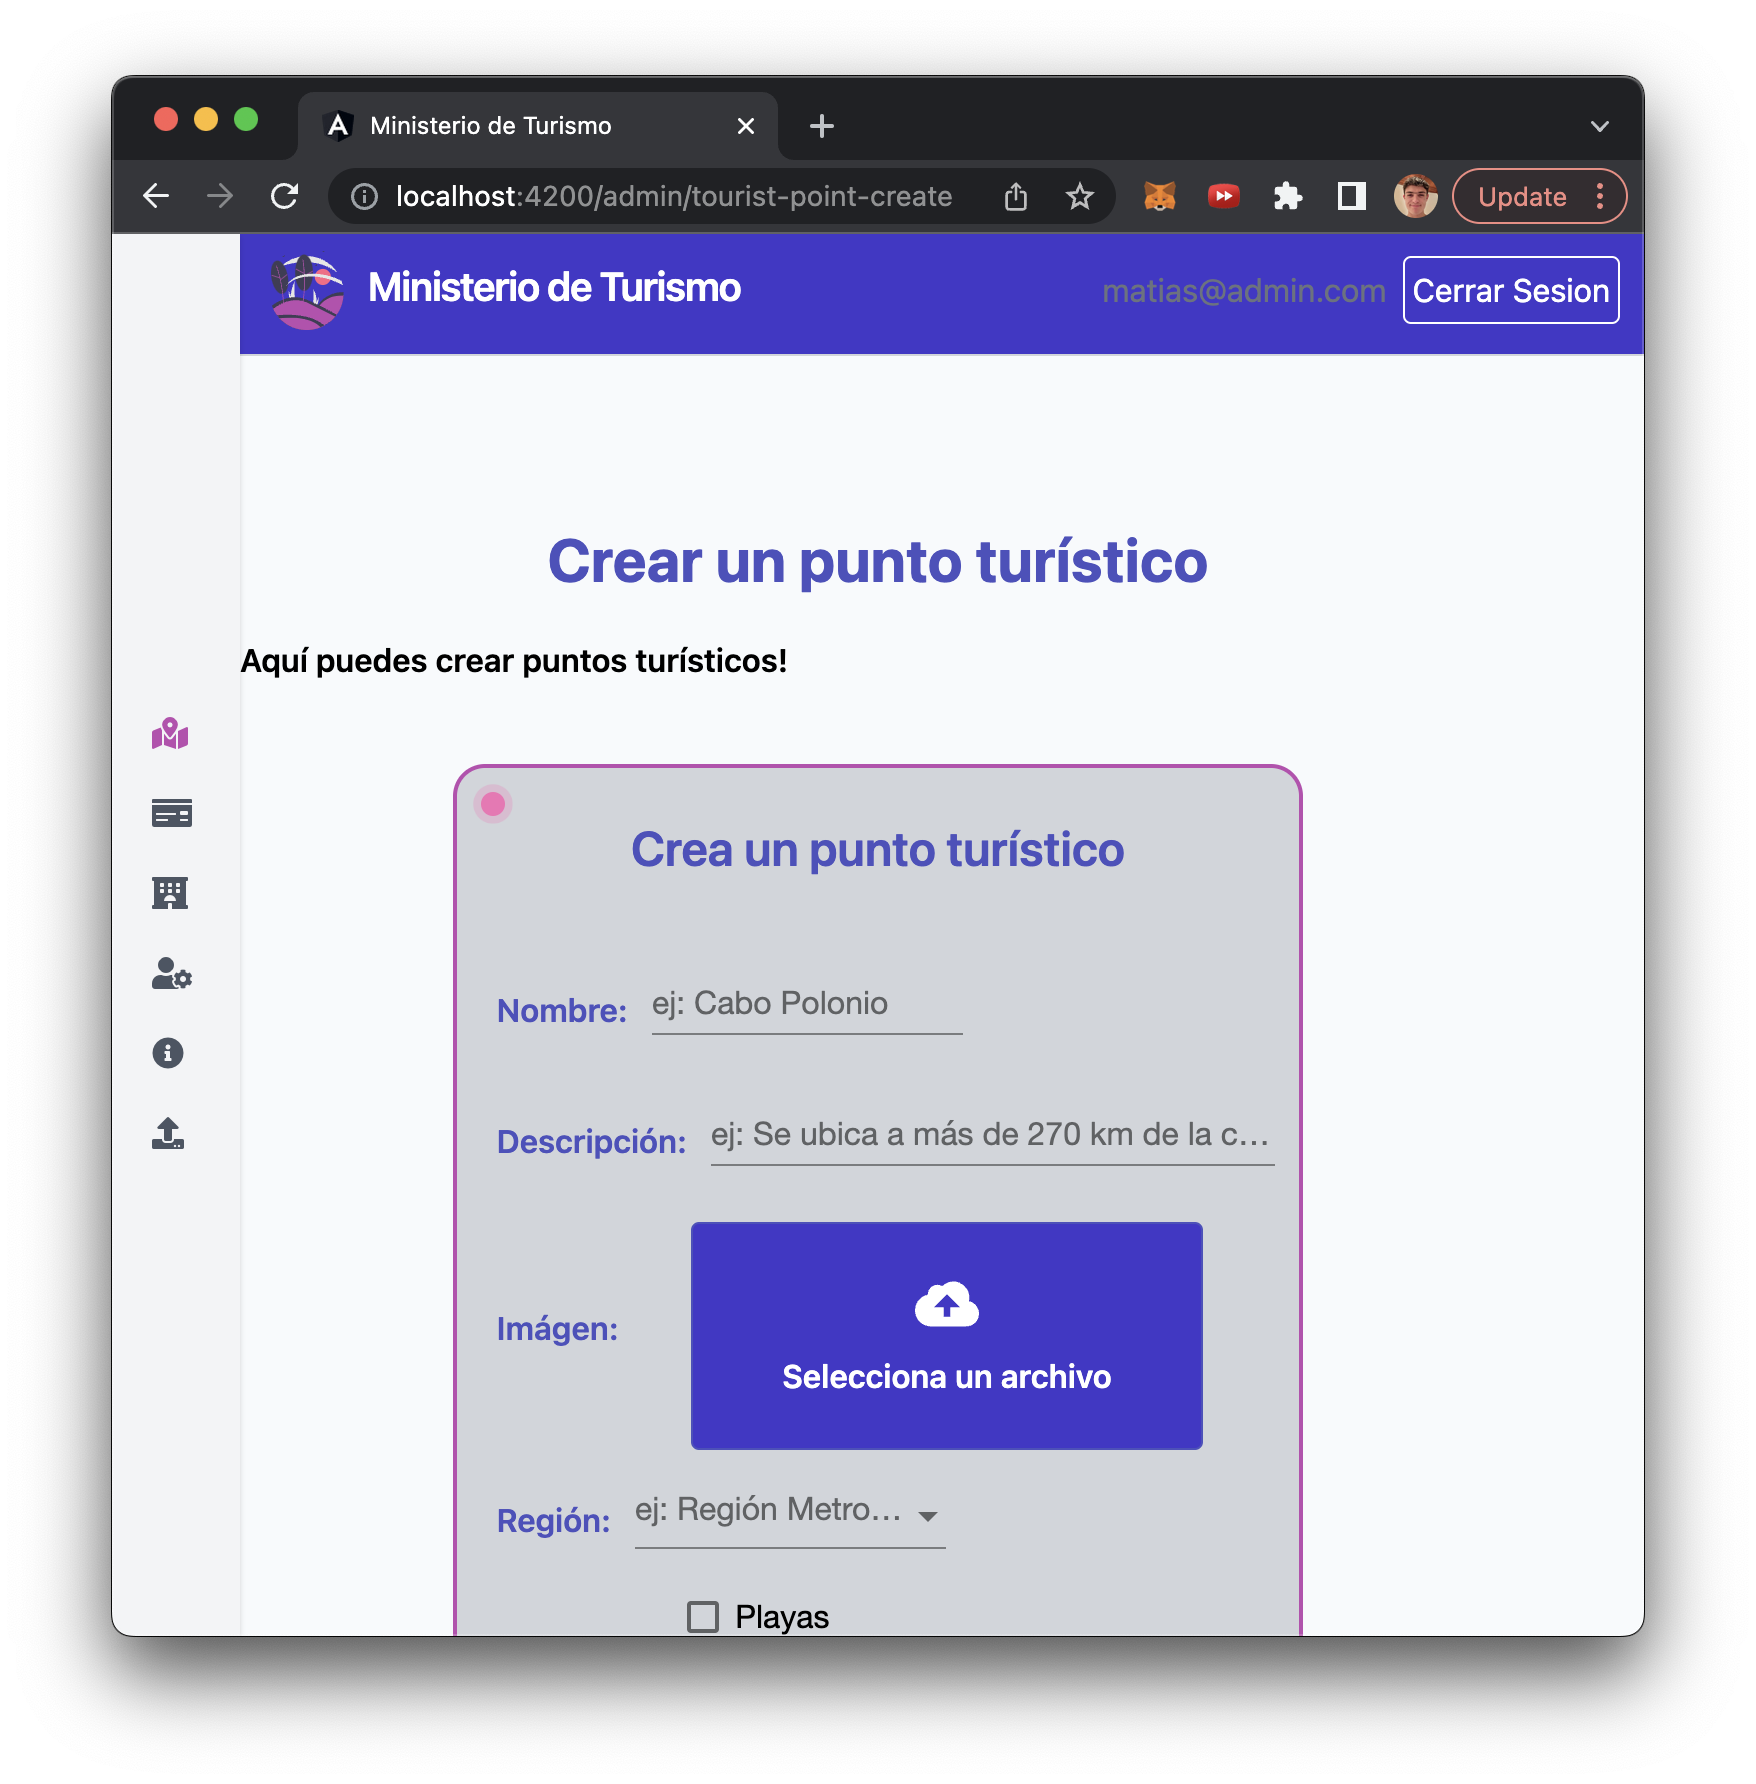 Ministerio de Turismo
localhost:4200/admin/tourist-point-create
Update
Ministerio de Turismo
matias@admin.com
Cerrar Sesion
Crear un punto turístico
Aquí puedes crear puntos turísticos!
Crea un punto turístico
Nombre: ej: Cabo Polonio
Descripción: ej: Se ubica a más de 270 km de la c...
Imágen:
Selecciona un archivo
Región: ej: Región Metro...
Playas